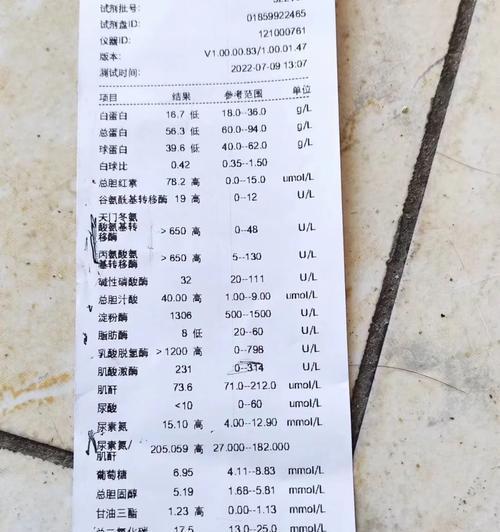 试剂批号:
试剂盘ID: 01859922465
仪器ID: 121000761
版本: V1.00.00.83/1.00.01.47
测试时间: 2022-07-09 13:07
项目 结果 参考范围 单位
白蛋白 16.7 低 18.0--36.0 g/L
总蛋白 56.3 低 60.0--94.0 g/L
球蛋白 39.6 低 40.0--62.0 g/L
白球比 0.42 0.35--1.50
总胆红素 78.2 高 0.0--15.0 umol/L
谷氨酰基转移酶 19 高 0--12 U/L
天门冬氨
酸氨基转 > 650 高 0--48 U/L
移酶
丙氨酸氨 > 650 高 5--130 U/L
基转移酶
碱性磷酸酶 32 20--111 U/L
总胆汁酸 40.00 高 1.00--9.00 umol/L
淀粉酶 1306 500--1500 U/L
脂肪酶 8 低 20--60 U/L
乳酸脱氢酶 > 1200 高 0--798 U/L
肌酸激酶 231 0--314 U/L
肌酐 73.6 71.0--212.0 umol/L
尿酸 <10 0--60 umol/L
尿素氮 15.10 高 4.00--12.90 mmol/L
尿素氮/ 205.059 高 27.000--182.000
肌酐
葡萄糖 6.95 4.11--8.83 mmol/L
总胆固醇 5.19 1.68--5.81 mmol/L
甘油三酯 1.23 高 0.00--1.13 mmol/L
总二氧化碳 17.5 13.0--25.0 mmol/L